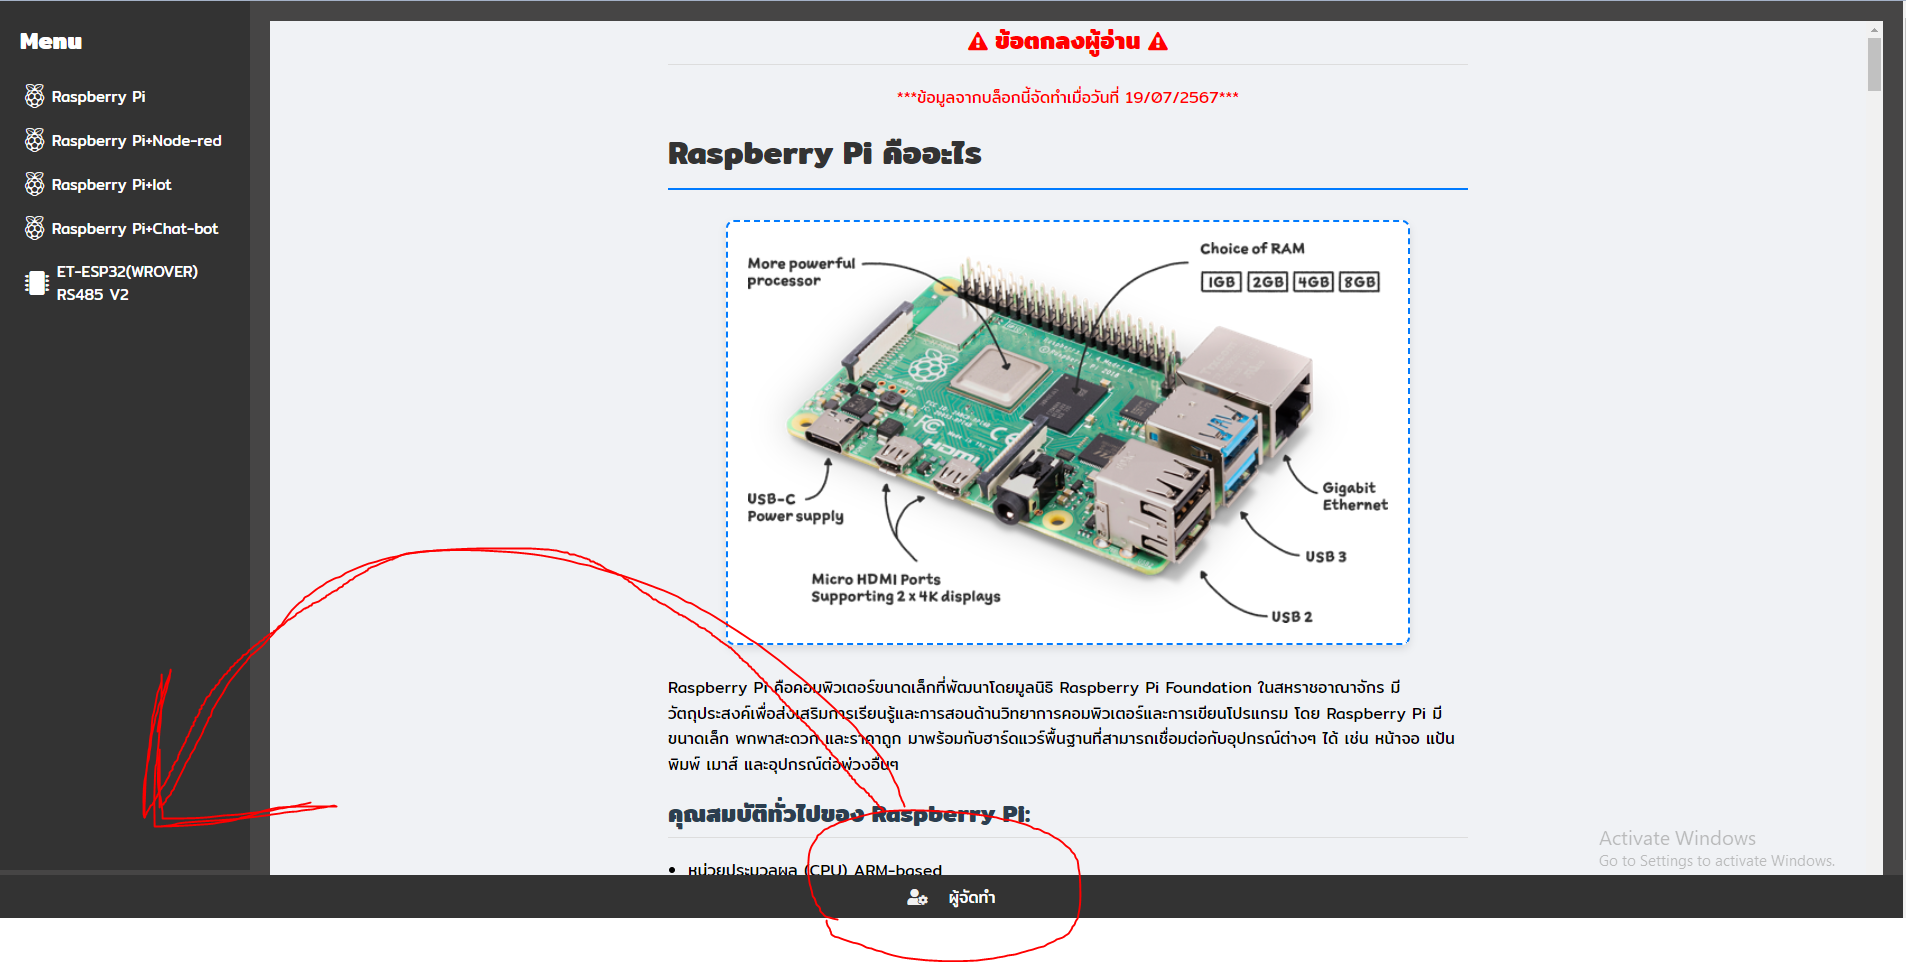 Menu
Raspberry Pi
Raspberry Pi+Node-red
Raspberry Pi+Iot
Raspberry Pi+Chat-bot
ET-ESP32(WROVER)
RS485 V2
ข้อตกลงผู้อ่าน
***ข้อมูลจากบล็อกนี้จัดทำเมื่อวันที่ 19/07/2567***
Raspberry Pi คืออะไร
More powerful
processor
Choice of RAM
1GB 2GB 4GB 8GB
USB-C
Power supply
Micro HDMI Ports
Supporting 2 x 4K displays
Gigabit
Ethernet
USB 3
USB 2
HDMI
Raspberry Pi คือคอมพิวเตอร์ขนาดเล็กที่พัฒนาโดยมูลนิธิ Raspberry Pi Foundation ในสหราชอาณาจักร มี
วัตถุประสงค์เพื่อส่งเสริมการเรียนรู้และการสอนด้านวิทยาการคอมพิวเตอร์และการเขียนโปรแกรม โดย Raspberry Pi มี
ขนาดเล็ก พกพาสะดวก และราคาถูก มาพร้อมกับฮาร์ดแวร์พื้นฐานที่สามารถเชื่อมต่อกับอุปกรณ์ต่างๆ ได้ เช่น หน้าจอ แป้น
พิมพ์ เมาส์ และอุปกรณ์ต่อพ่วงอื่นๆ
คุณสมบัติทั่วไปของ Raspberry Pi:
หน่วยประมวลผล (CPU) ARM-based
Activate Windows
Go to Settings to activate Windows.
ผู้จัดทำ